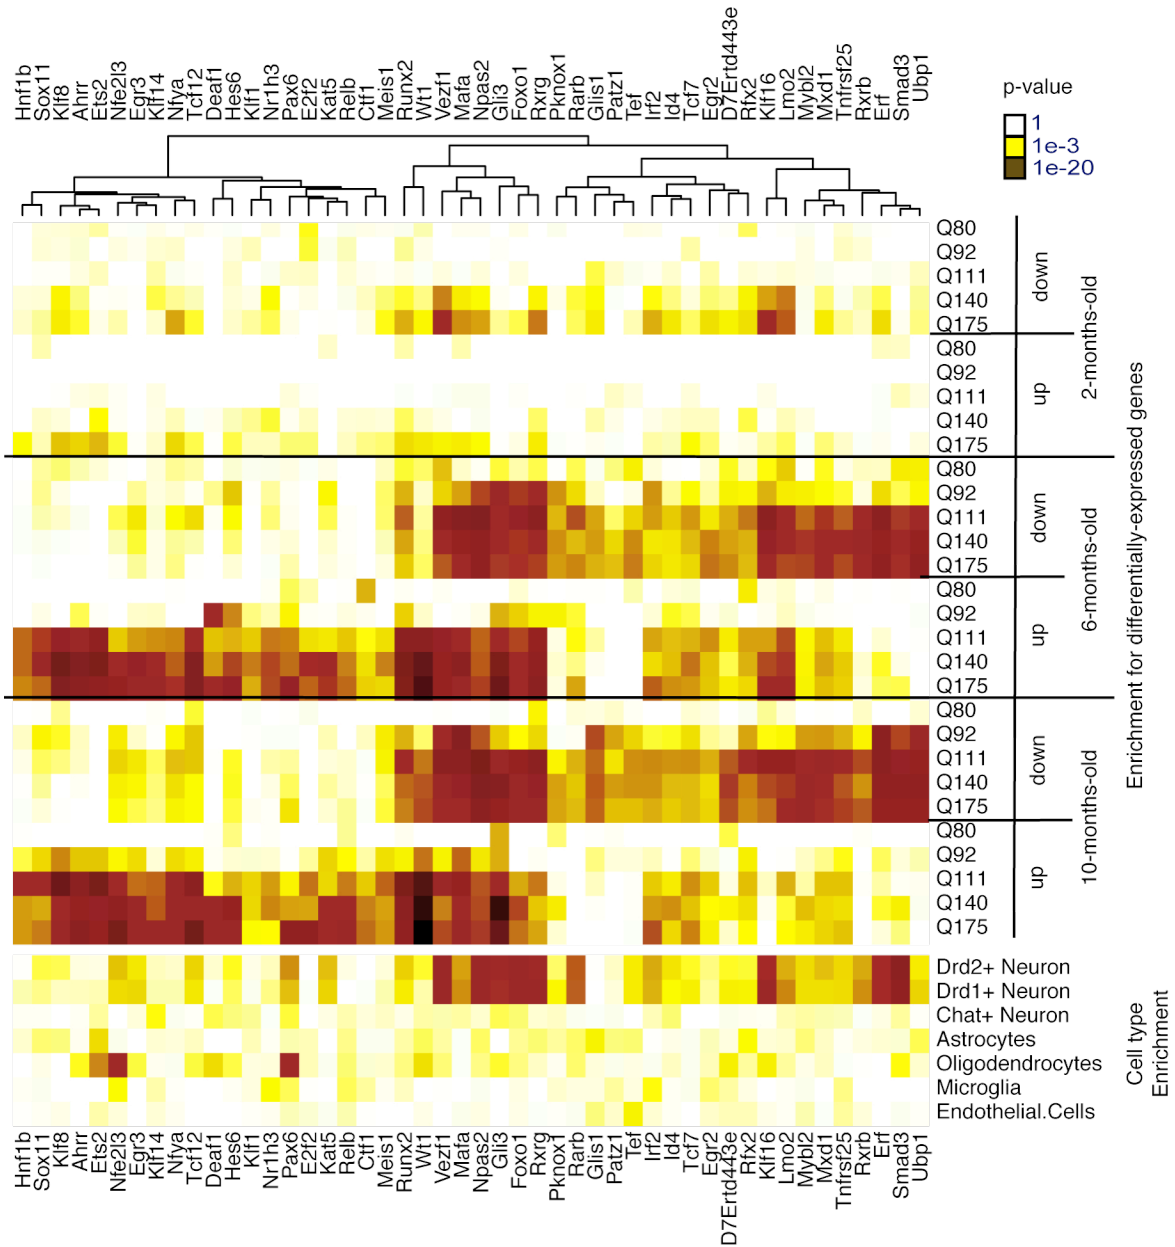 Hnf1b
Sox11
Klf8
Ahrr
Ets2
Nfe2l3
Egr3
Klf14
Nfya
Tcf12
Deaf1
Hes6
Klf1
Nr1h3
Pax6
E2f2
Kat5
Relb
Ctf1
Meis1
Runx2
Wt1
Vezf1
Mafa
Npas2
Gli3
Foxo1
Rxrg
Pknox1
Rarb
Glis1
Patz1
Tef
Irf2
Id4
Tcf7
Egr2
D7Ertd443e
Rfx2
Klf16
Lmo2
Mybl2
Mxd1
Tnfrsf25
Rxrb
Erf
Smad3
Ubp1
p-value
1
1e-3
1e-20
Q80
Q92
Q111
Q140
Q175
down
Q80
Q92
Q111
Q140
Q175
up
2-months-old
Q80
Q92
Q111
Q140
Q175
down
Q80
Q92
Q111
Q140
Q175
up
6-months-old
Q80
Q92
Q111
Q140
Q175
down
Q80
Q92
Q111
Q140
Q175
up
10-months-old
Enrichment for differentially-expressed genes
Drd2+ Neuron
Drd1+ Neuron
Chat+ Neuron
Astrocytes
Oligodendrocytes
Microglia
Endothelial.Cells
Cell type
Enrichment
Hnf1b
Sox11
Klf8
Ahrr
Ets2
Nfe2l3
Egr3
Klf14
Nfya
Tcf12
Deaf1
Hes6
Klf1
Nr1h3
Pax6
E2f2
Kat5
Relb
Ctf1
Meis1
Runx2
Wt1
Vezf1
Mafa
Npas2
Gli3
Foxo1
Rxrg
Pknox1
Rarb
Glis1
Patz1
Tef
Irf2
Id4
Tcf7
Egr2
D7Ertd443e
Rfx2
Klf16
Lmo2
Mybl2
Mxd1
Tnfrsf25
Rxrb
Erf
Smad3
Ubp1